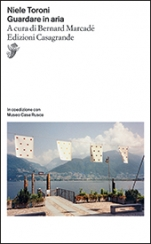 Niele Toroni
Guardare in aria
A cura di Bernard Marcadé
Edizioni Casagrande
In coedizione con
Museo Casa Rusca